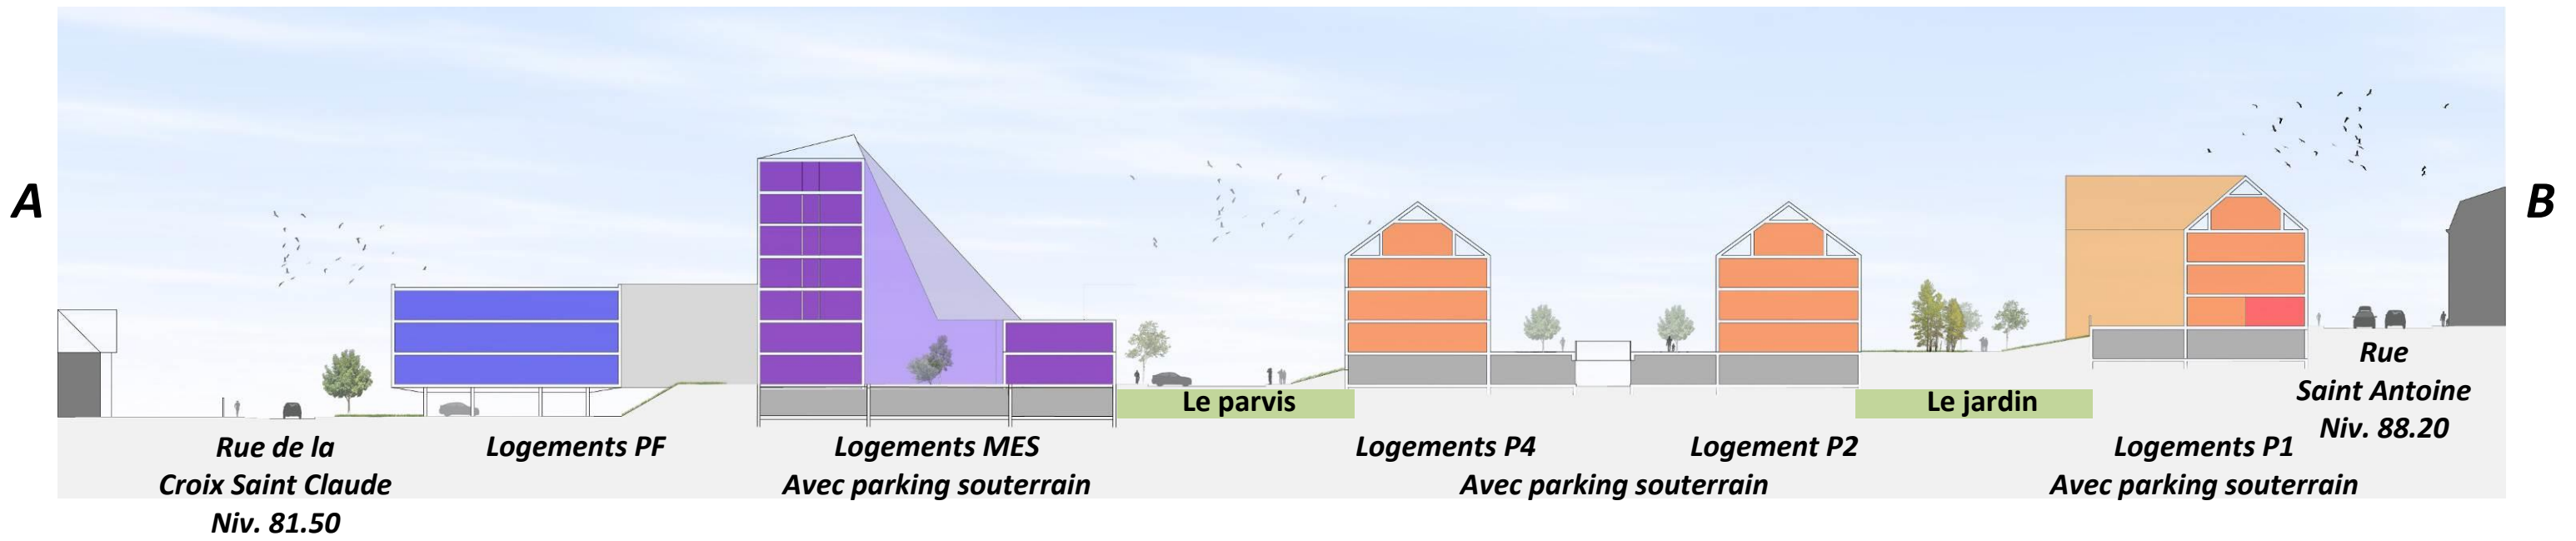 A
B
Le parvis
Le jardin
Rue de la
Croix Saint Claude
Niv. 81.50
Logements PF
Logements MES
Avec parking souterrain
Logements P4
Logement P2
Avec parking souterrain
Logements P1
Avec parking souterrain
Rue
Saint Antoine
Niv. 88.20